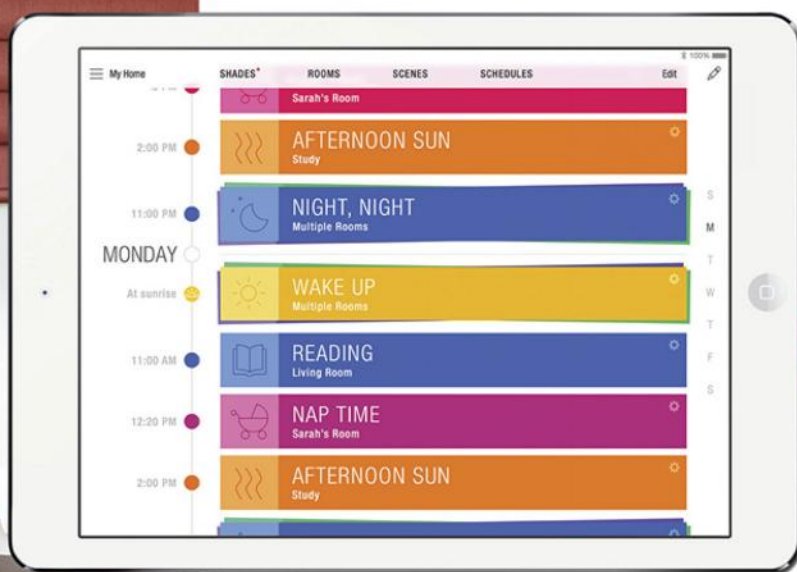 100%
My Home
SHADES
ROOMS
SCENES
SCHEDULES
Edit
Sarah's Room
2:00 PM
AFTERNOON SUN
Study
11:00 PM
NIGHT, NIGHT
Multiple Rooms
MONDAY
At sunrise
WAKE UP
Multiple Rooms
11:00 AM
READING
Living Room
12:20 PM
NAP TIME
Sarah's Room
2:00 PM
AFTERNOON SUN
Study
S
M
T
W
T
F
S